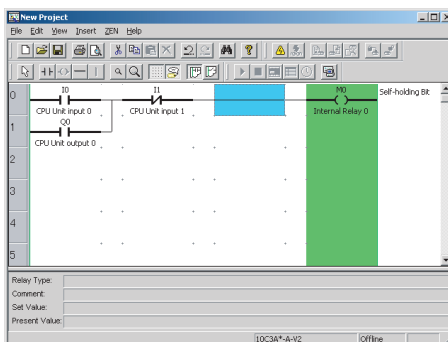 New Project
File Edit View Insert ZEN Help
0 I0 I1 M0 Self-holding Bit
CPU Unit input 0 CPU Unit input 1 Internal Relay 0
1 Q0
CPU Unit output 0
2
3
4
5
Relay Type:
Comment:
Set Value:
Present Value:
10C3A*-A-V2 Offline